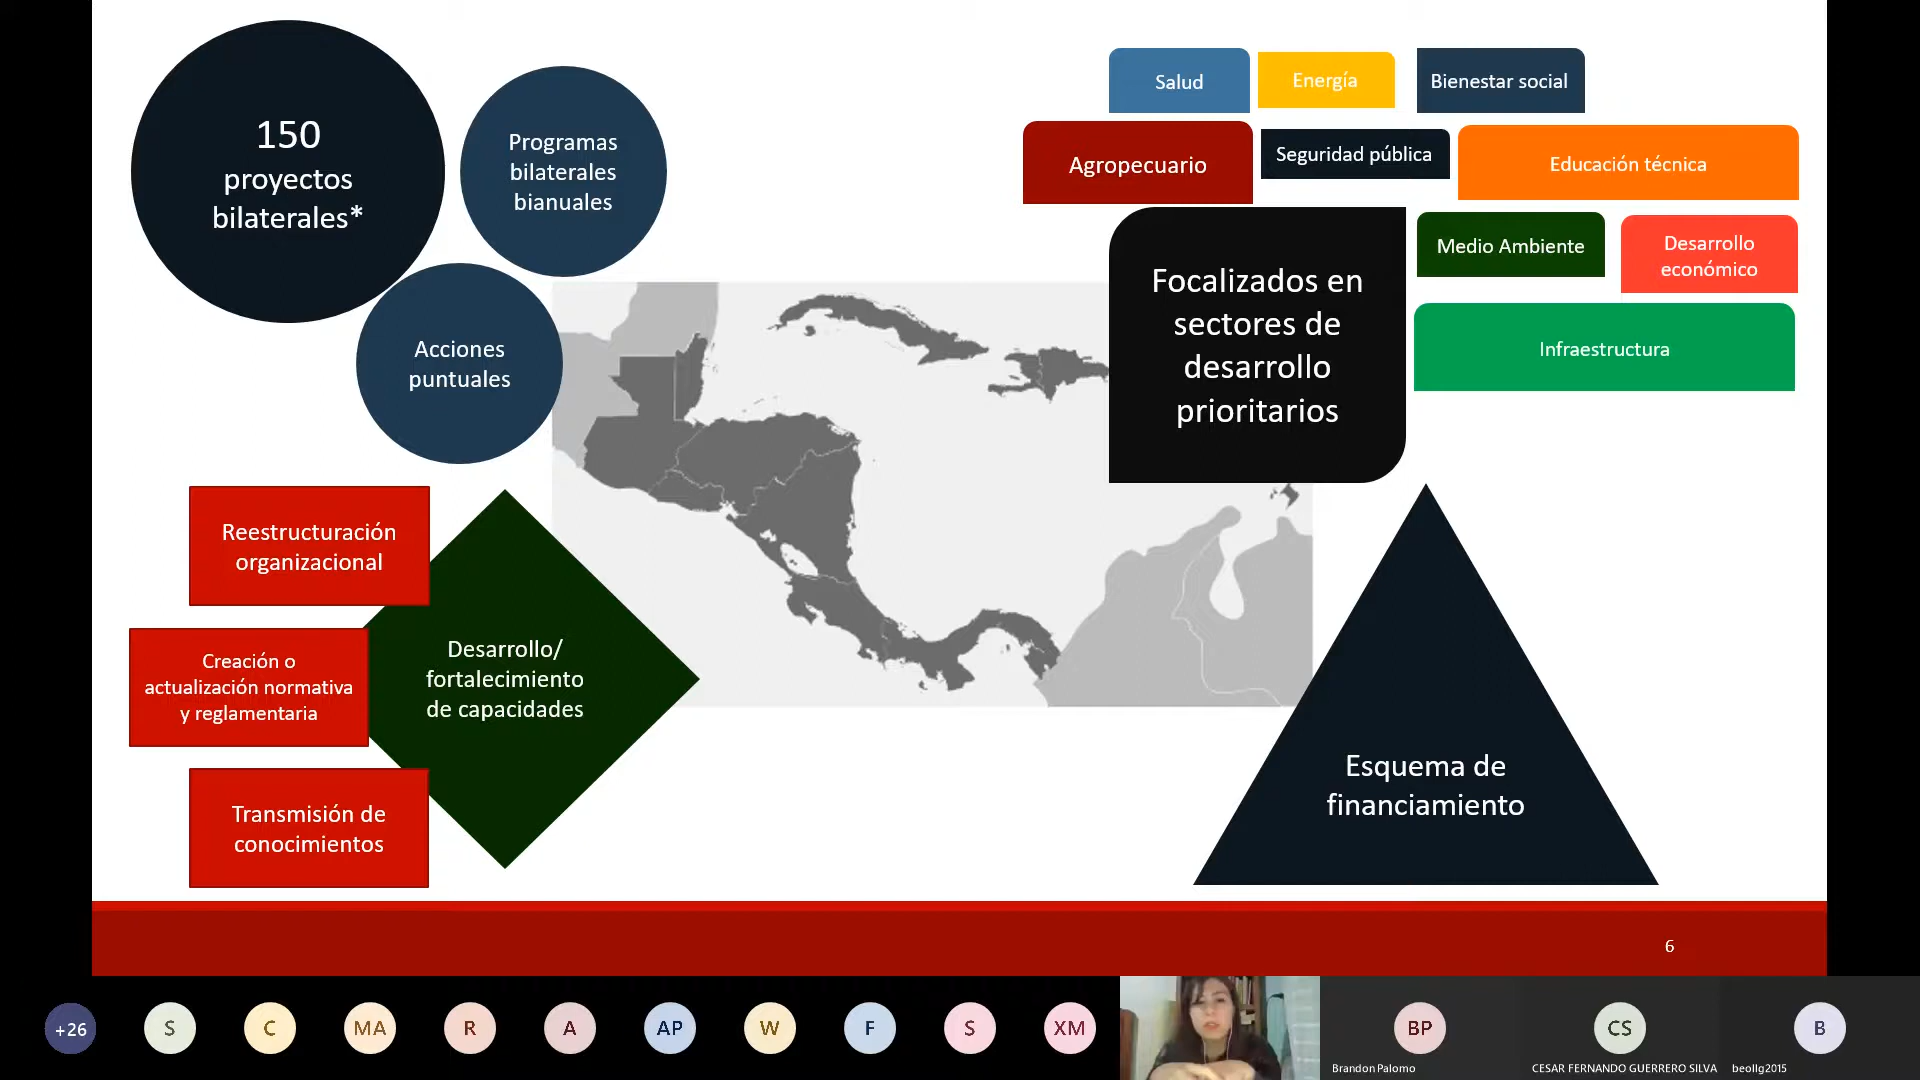 150
proyectos
bilaterales*
Programas
bilaterales
bianuales
Acciones
puntuales
Salud
Energía
Bienestar social
Agropecuario
Seguridad pública
Educación técnica
Focalizados en
sectores de
desarrollo
prioritarios
Medio Ambiente
Desarrollo
económico
Infraestructura
Reestructuración
organizacional
Creación o
actualización normativa
y reglamentaria
Transmisión de
conocimientos
Desarrollo/
fortalecimiento
de capacidades
Esquema de
financiamiento
6
+26
S
C
MA
R
A
AP
W
F
S
XM
BP
Brandon Palomo
CS
CESAR FERNANDO GUERRERO SILVA
B
beollg2015